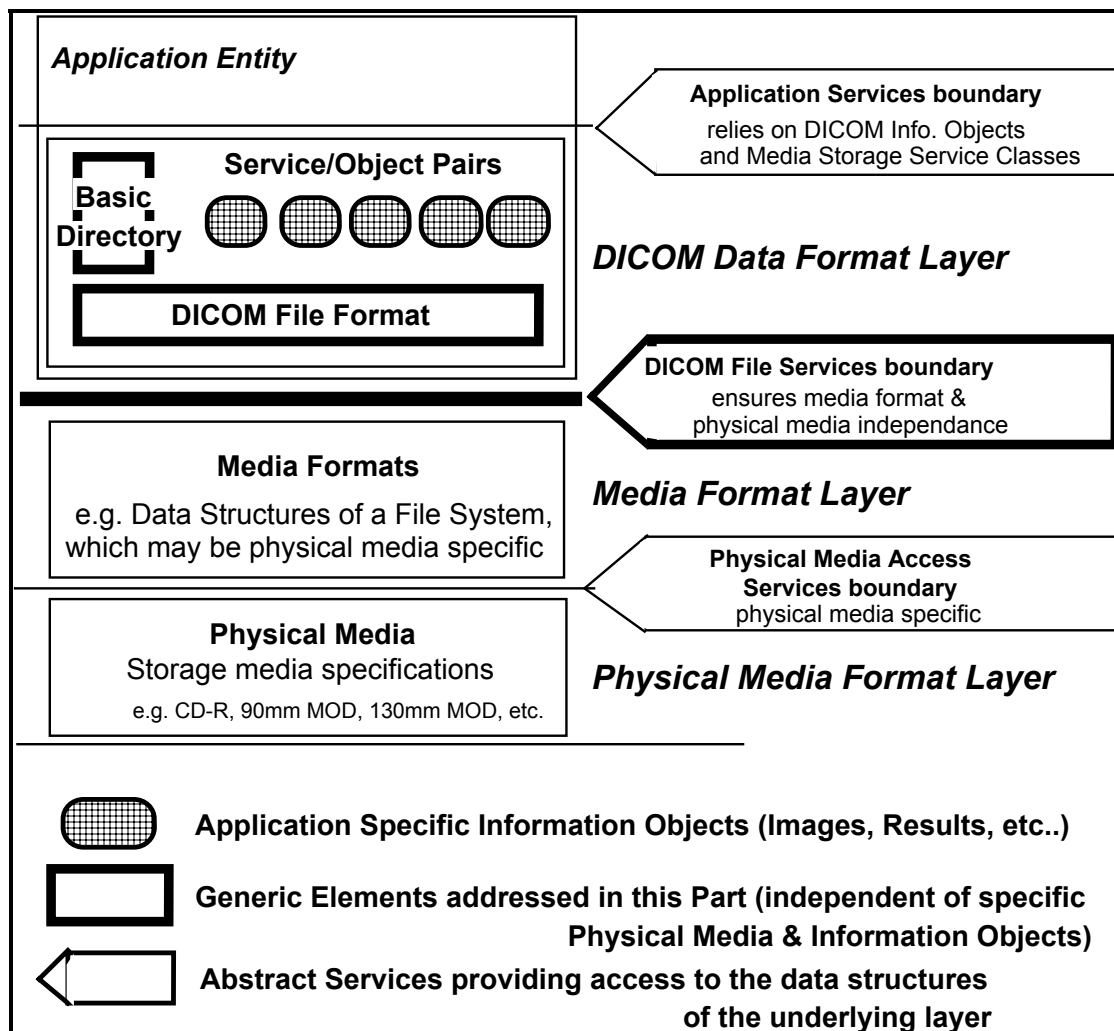 Application Entity
Application Services boundary
relies on DICOM Info. Objects
and Media Storage Service Classes
Service/Object Pairs
Basic
Directory
DICOM Data Format Layer
DICOM File Format
DICOM File Services boundary
ensures media format &
physical media independance
Media Formats
e.g. Data Structures of a File System,
which may be physical media specific
Media Format Layer
Physical Media Access
Services boundary
physical media specific
Physical Media
Storage media specifications
e.g. CD-R, 90mm MOD, 130mm MOD, etc.
Physical Media Format Layer
Application Specific Information Objects (Images, Results, etc..)
Generic Elements addressed in this Part (independent of specific
Physical Media & Information Objects)
Abstract Services providing access to the data structures
of the underlying layer